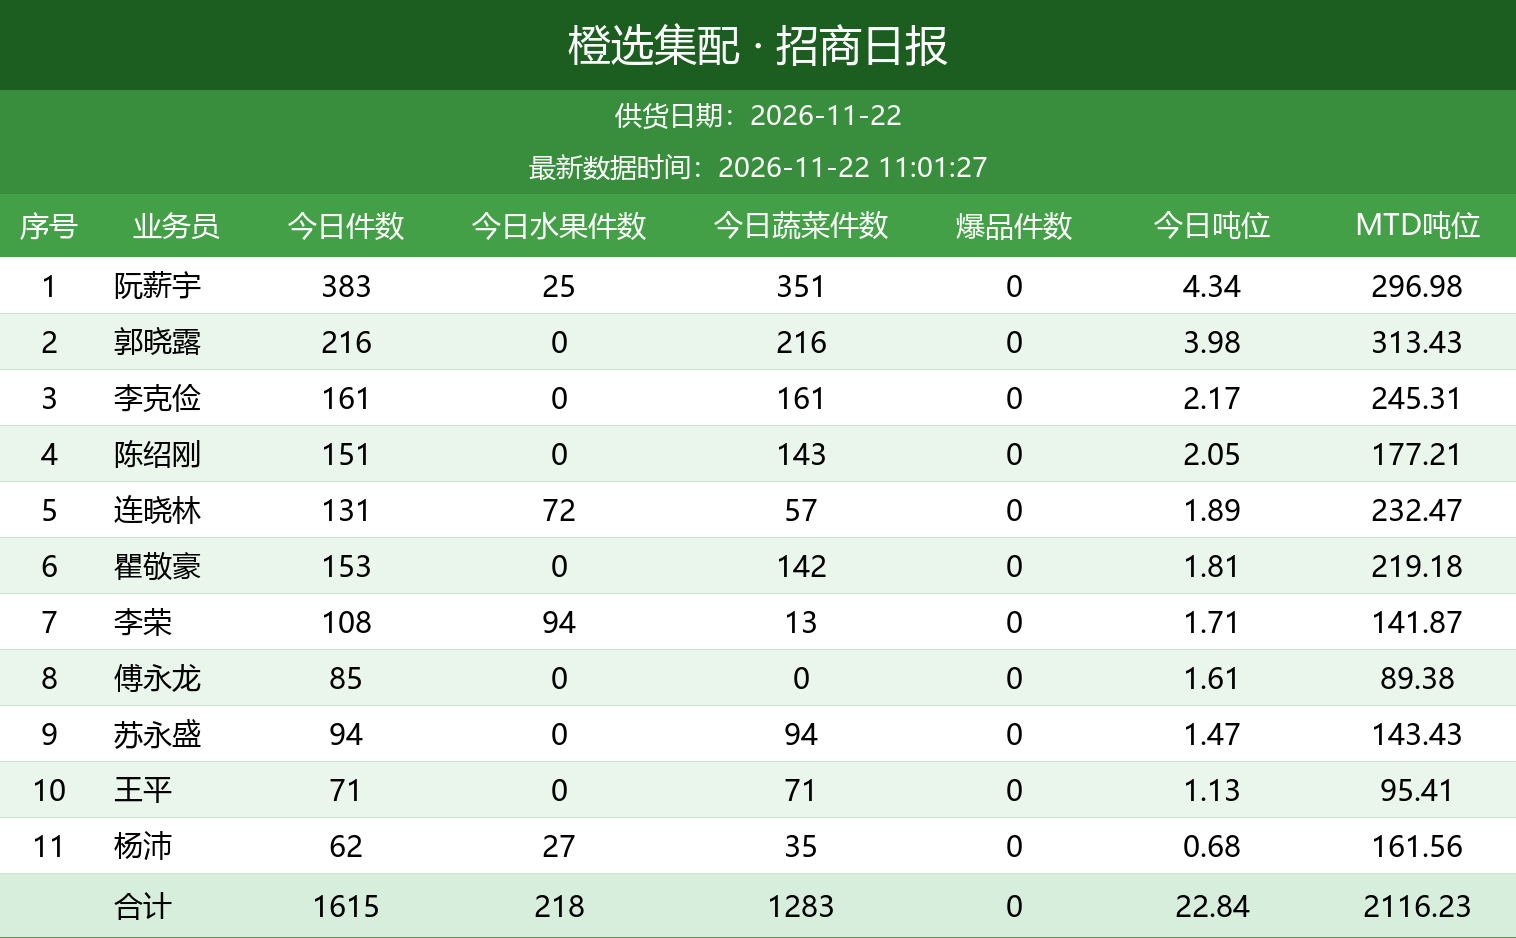 橙选集配 · 招商日报
供货日期：2026-11-22
最新数据时间：2026-11-22 11:01:27
序号 业务员 今日件数 今日水果件数 今日蔬菜件数 爆品件数 今日吨位 MTD吨位
1 阮薪宇 383 25 351 0 4.34 296.98
2 郭晓露 216 0 216 0 3.98 313.43
3 李克俭 161 0 161 0 2.17 245.31
4 陈绍刚 151 0 143 0 2.05 177.21
5 连晓林 131 72 57 0 1.89 232.47
6 瞿敬豪 153 0 142 0 1.81 219.18
7 李荣 108 94 13 0 1.71 141.87
8 傅永龙 85 0 0 0 1.61 89.38
9 苏永盛 94 0 94 0 1.47 143.43
10 王平 71 0 71 0 1.13 95.41
11 杨沛 62 27 35 0 0.68 161.56
合计 1615 218 1283 0 22.84 2116.23